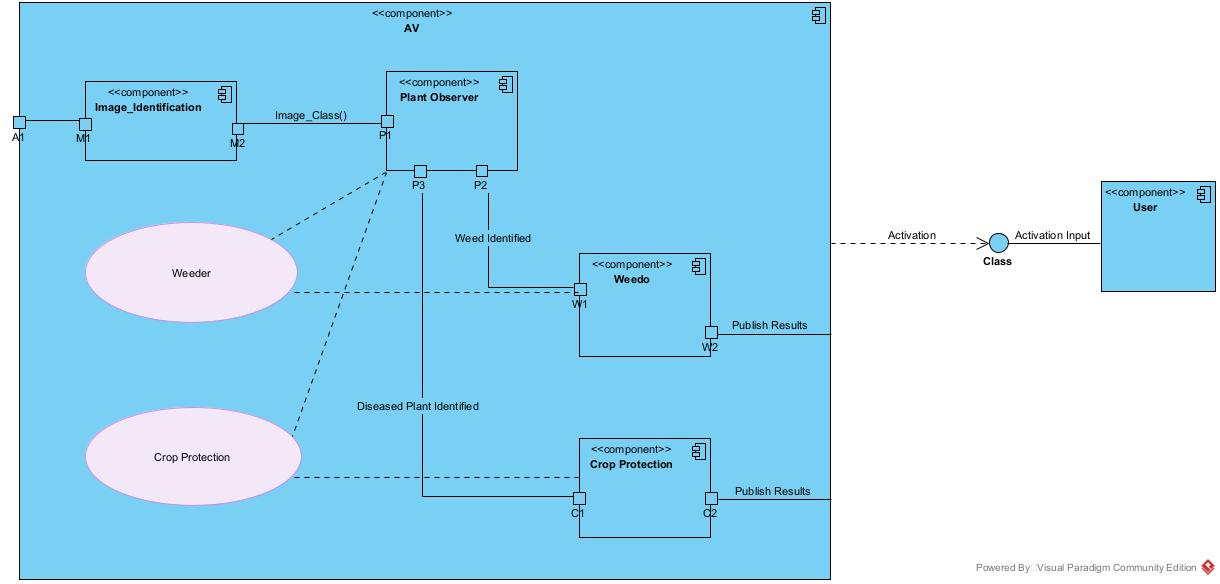 <<component>>
AV
<<component>>
Image_Identification
<<component>>
Plant Observer
A1
M1
M2
Image_Class()
P1
P3
P2
<<component>>
User
Weed Identified
Activation
Activation Input
Class
Weeder
<<component>>
Weedo
W1
W2
Publish Results
Diseased Plant Identified
Crop Protection
<<component>>
Crop Protection
C1
C2
Publish Results
Powered By Visual Paradigm Community Edition